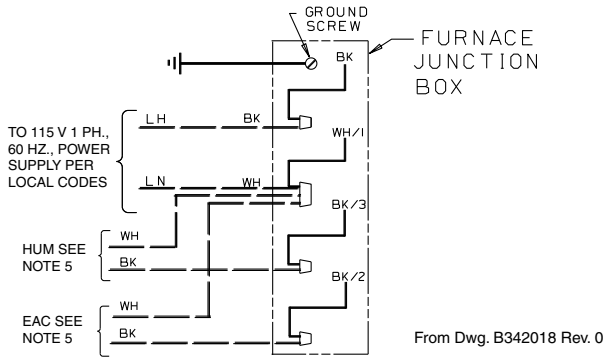 GROUND
SCREW
BK
FURNACE
JUNCTION
BOX
LH BK
TO 115 V 1 PH.,
60 HZ., POWER
SUPPLY PER
LOCAL CODES
WH/1
LN WH
BK/3
WH
HUM SEE
NOTE 5
BK
BK/2
WH
EAC SEE
NOTE 5
BK
From Dwg. B342018 Rev. 0